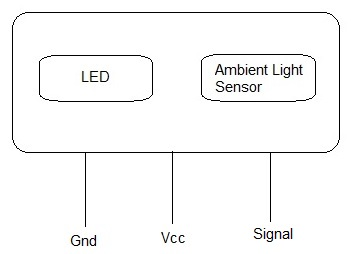 LED
Ambient Light
Sensor
Gnd
Vcc
Signal